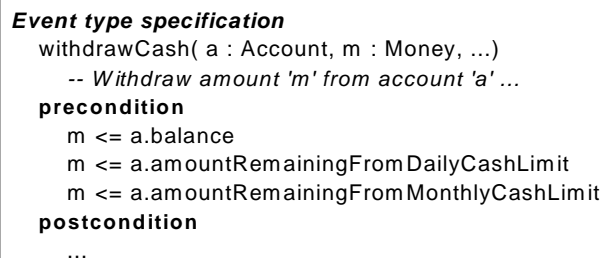 Event type specification
withdrawCash( a : Account, m : Money, ...)
-- Withdraw amount 'm' from account 'a' ...
precondition
m <= a.balance
m <= a.amountRemainingFromDailyCashLimit
m <= a.amountRemainingFromMonthlyCashLimit
postcondition
...